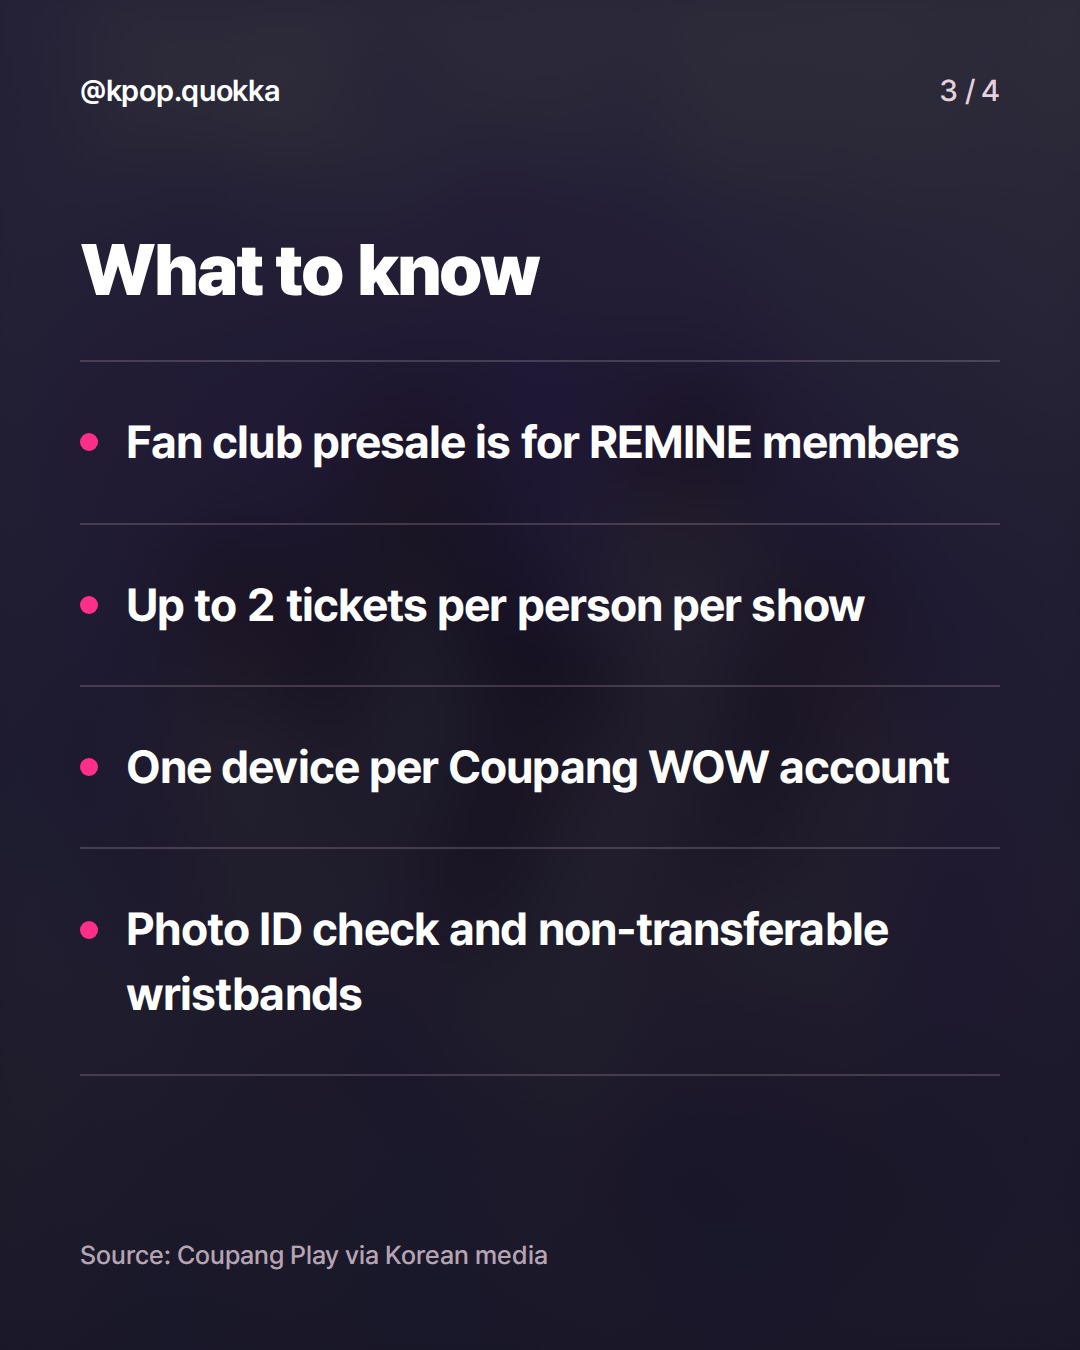 @kpop.quokka
3 / 4
What to know
Fan club presale is for REMINE members
Up to 2 tickets per person per show
One device per Coupang WOW account
Photo ID check and non-transferable
wristbands
Source: Coupang Play via Korean media